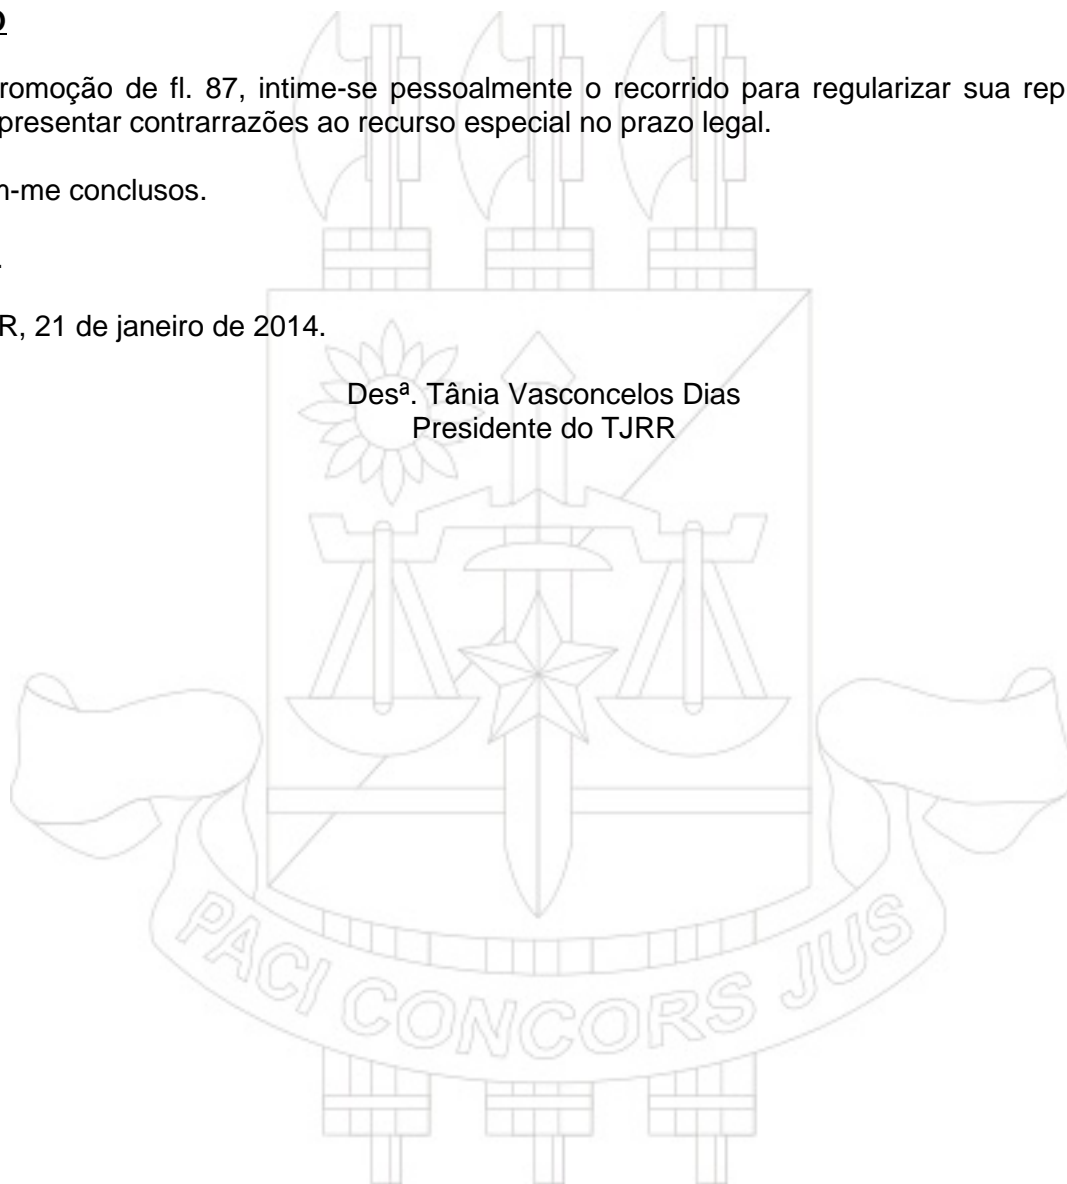 O
romoção de fl. 87, intime-se pessoalmente o recorrido para regularizar sua rep
presentar contrarrazões ao recurso especial no prazo legal.
m-me conclusos.
.
R, 21 de janeiro de 2014.
Desª. Tânia Vasconcelos Dias
Presidente do TJRR
PACI CONCORS JUS